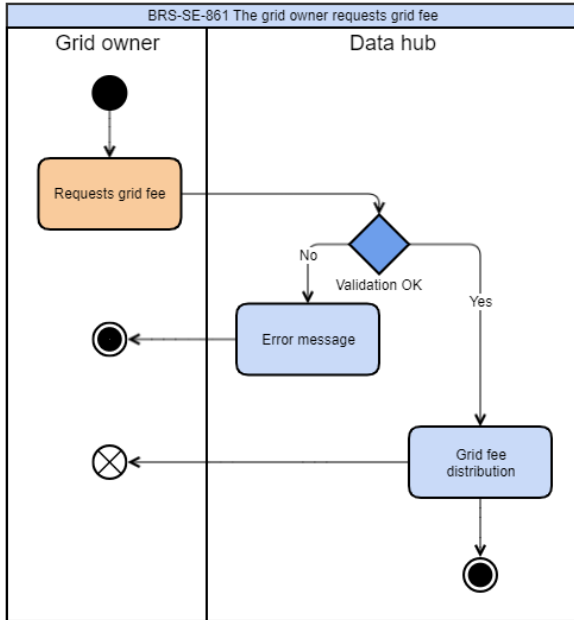 BRS-SE-861 The grid owner requests grid fee
Grid owner
Data hub
Requests grid fee
No
Validation OK
Yes
Error message
Grid fee
distribution